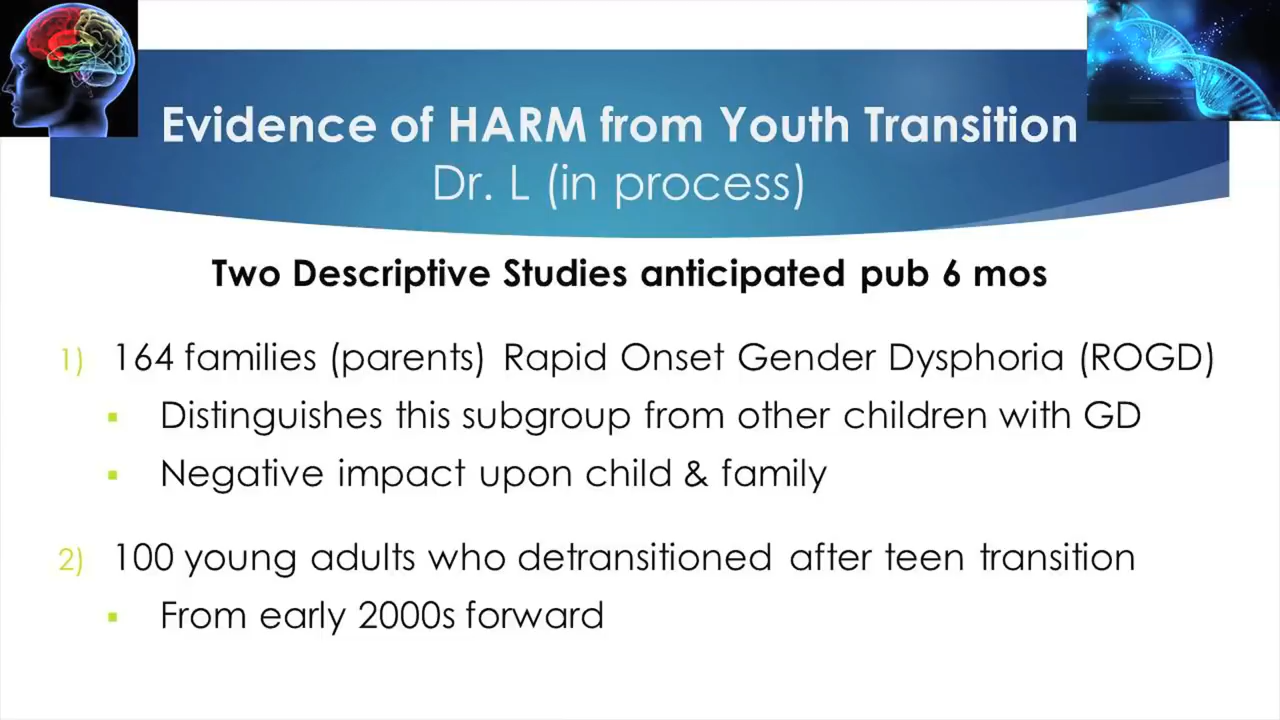 Evidence of HARM from Youth Transition
Dr. L (in process)
Two Descriptive Studies anticipated pub 6 mos
1) 164 families (parents) Rapid Onset Gender Dysphoria (ROGD)
▪ Distinguishes this subgroup from other children with GD
▪ Negative impact upon child & family
2) 100 young adults who detransitioned after teen transition
▪ From early 2000s forward